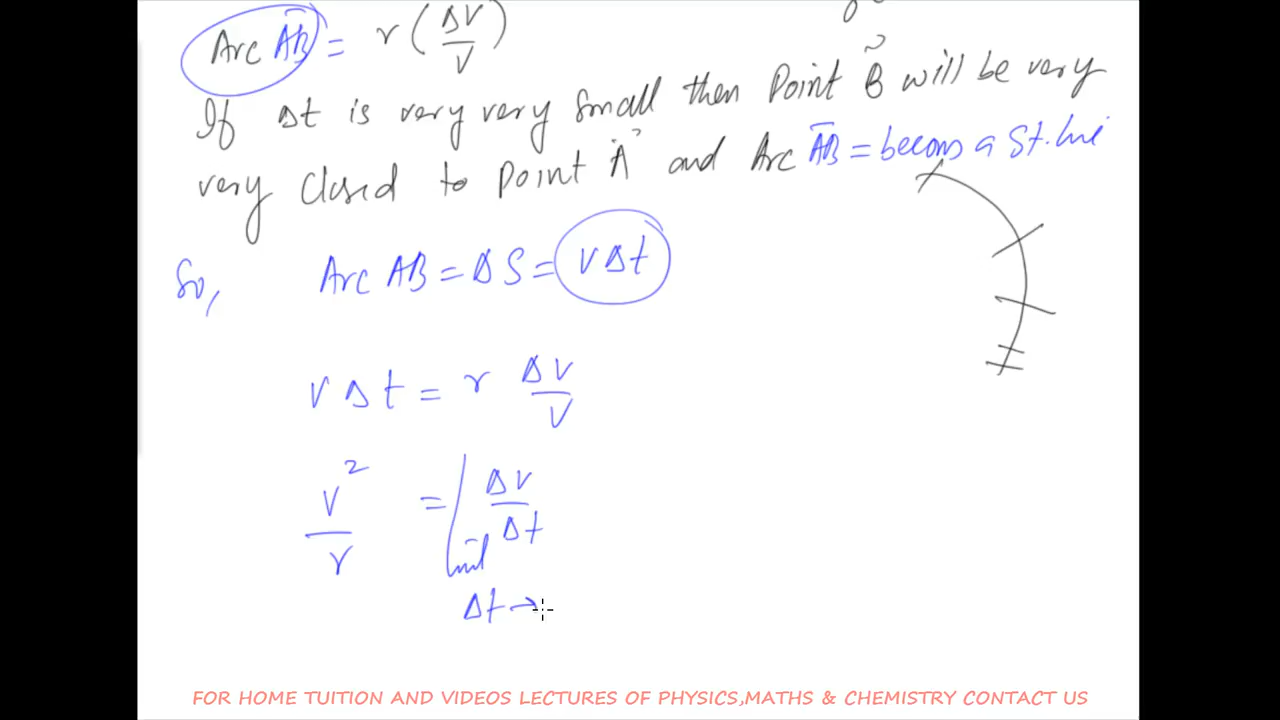 Arc AB = r (ΔV/V)
If Δt is very very small then Point B will be very
very closed to point A and Arc AB = becoms a St. line
So, Arc AB = ΔS = VΔt
VΔt = r ΔV/V
V²/r = Limit Δt → ΔV/Δt
FOR HOME TUITION AND VIDEOS LECTURES OF PHYSICS,MATHS & CHEMISTRY CONTACT US